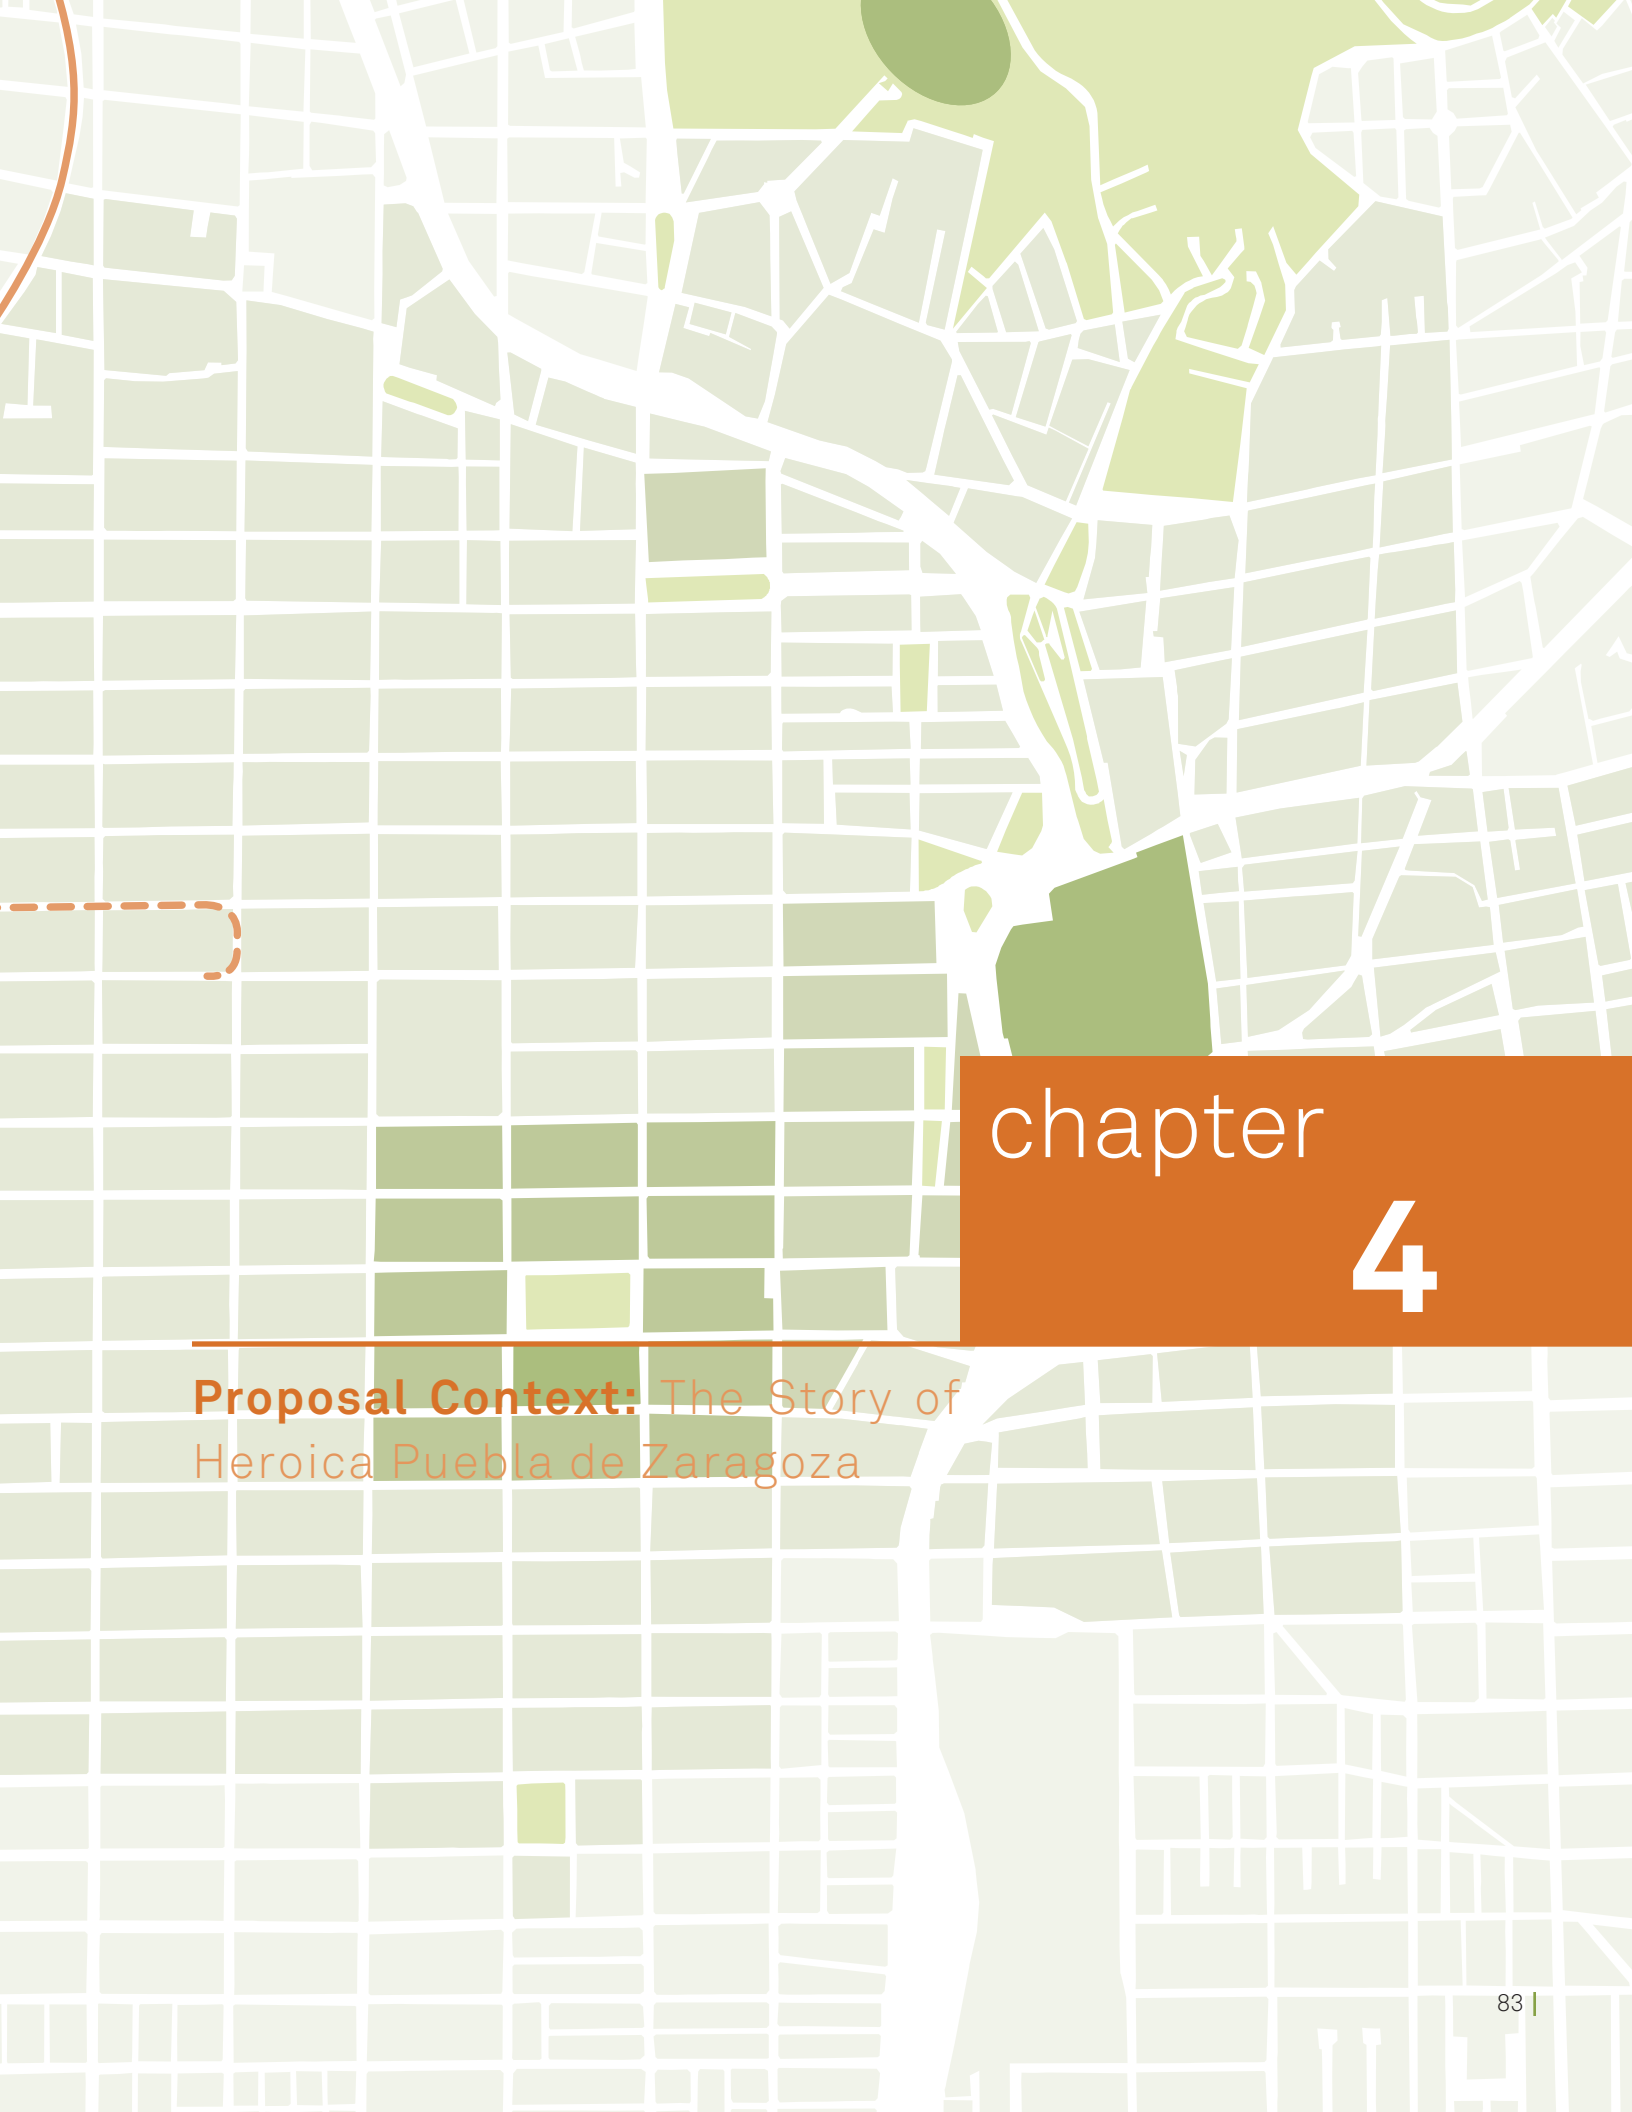 chapter
4
Proposal Context: The Story of
Heroica Puebla de Zaragoza
83